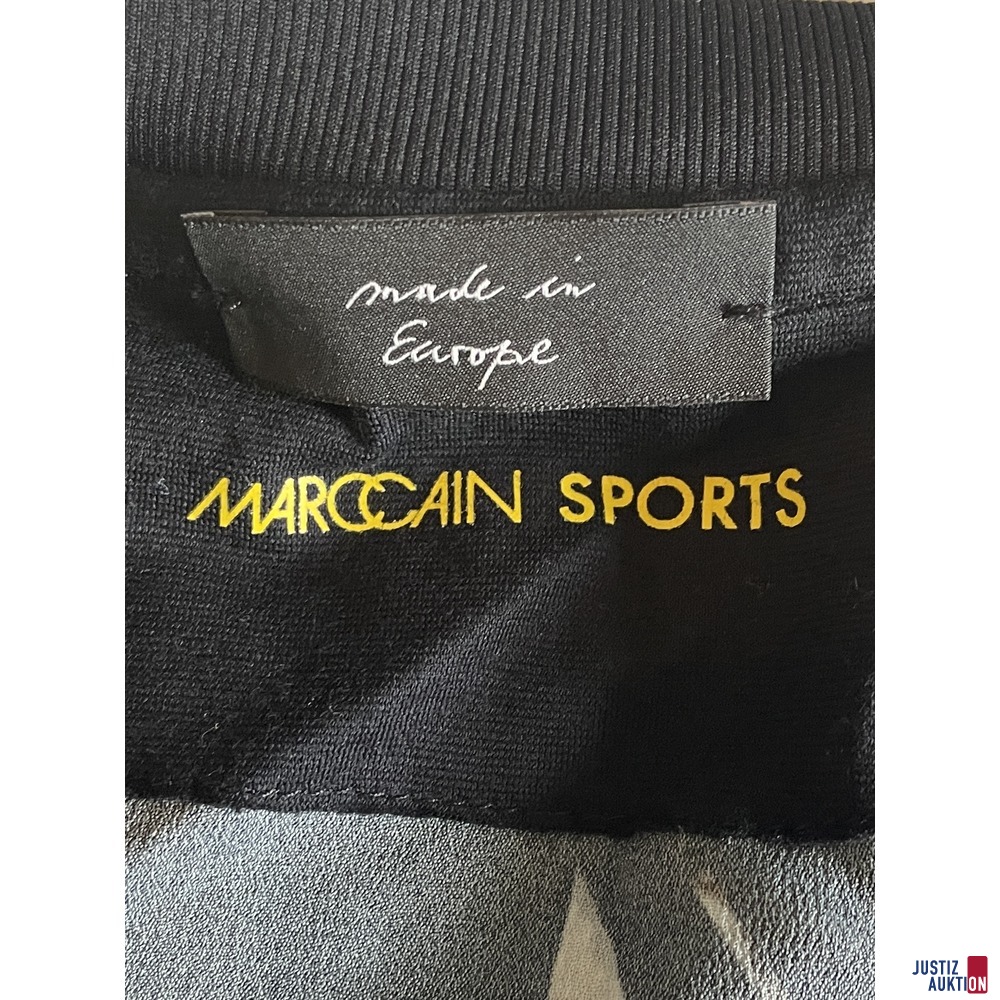 made in
Europe
MARCCAIN SPORTS
JUSTIZ
AUKTION